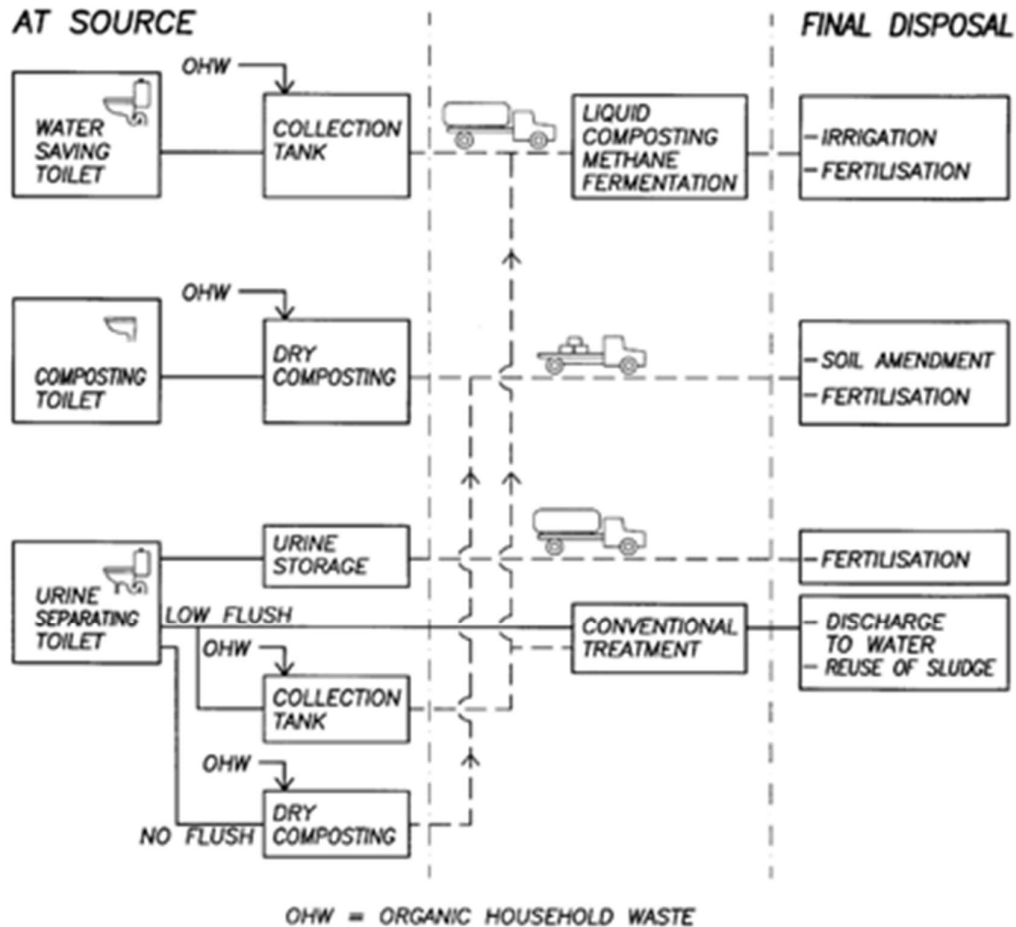 AT SOURCE
FINAL DISPOSAL
OHW
WATER
SAVING
TOILET
COLLECTION
TANK
LIQUID
COMPOSTING
METHANE
FERMENTATION
– IRRIGATION
– FERTILISATION
OHW
COMPOSTING
TOILET
DRY
COMPOSTING
– SOIL AMENDMENT
– FERTILISATION
URINE
SEPARATING
TOILET
URINE
STORAGE
– FERTILISATION
LOW FLUSH
OHW
COLLECTION
TANK
CONVENTIONAL
TREATMENT
– DISCHARGE
TO WATER
– REUSE OF SLUDGE
OHW
NO FLUSH
DRY
COMPOSTING
OHW = ORGANIC HOUSEHOLD WASTE